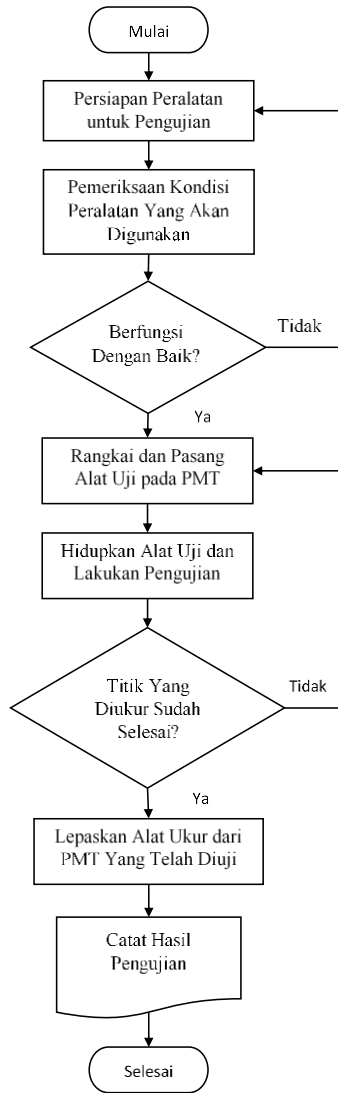 Mulai
Persiapan Peralatan
untuk Pengujian
Pemeriksaan Kondisi
Peralatan Yang Akan
Digunakan
Berfungsi
Dengan Baik?
Tidak
Ya
Rangkai dan Pasang
Alat Uji pada PMT
Hidupkan Alat Uji dan
Lakukan Pengujian
Titik Yang
Diukur Sudah
Selesai?
Tidak
Ya
Lepaskan Alat Ukur dari
PMT Yang Telah Diuji
Catat Hasil
Pengujian
Selesai